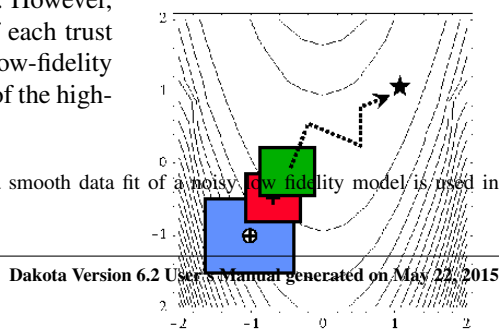 . However,
f each trust
ow-fidelity
of the high-
2
1
0
smooth data fit of a noisy low fidelity model is used in
-1
Dakota Version 6.2 User's Manual generated on May 22, 2015
2
-2 -1 0 1 2